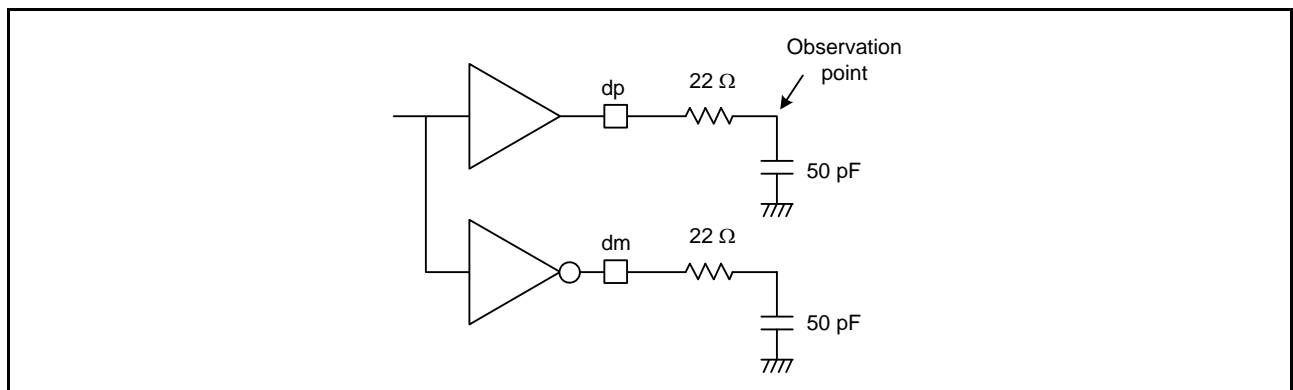 Observation
point
22 Ω
dp
50 pF
22 Ω
dm
50 pF